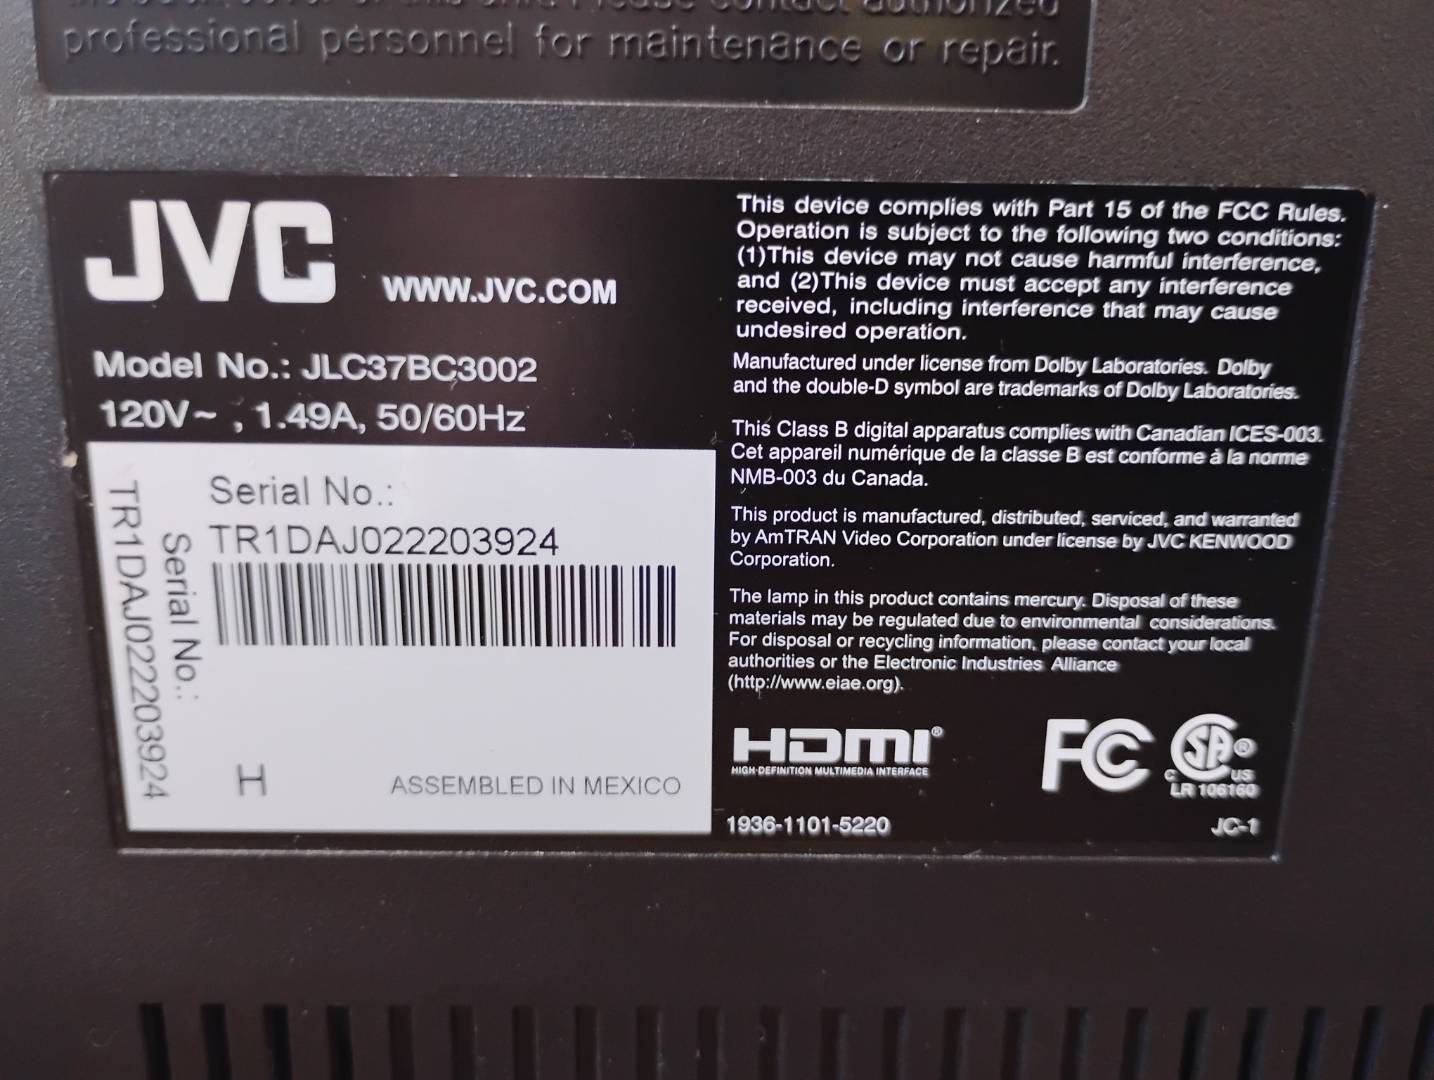 professional personnel for maintenance or repair.
JVC WWW.JVC.COM
Model No.: JLC37BC3002
120V~ , 1.49A, 50/60Hz
Serial No.:
TR1DAJ022203924
Serial No.:
TR1DAJ022203924
H ASSEMBLED IN MEXICO
This device complies with Part 15 of the FCC Rules.
Operation is subject to the following two conditions:
(1)This device may not cause harmful interference,
and (2)This device must accept any interference
received, including interference that may cause
undesired operation.
Manufactured under license from Dolby Laboratories. Dolby
and the double-D symbol are trademarks of Dolby Laboratories.
This Class B digital apparatus complies with Canadian ICES-003.
Cet appareil numérique de la classe B est conforme à la norme
NMB-003 du Canada.
This product is manufactured, distributed, serviced, and warranted
by AmTRAN Video Corporation under license by JVC KENWOOD
Corporation.
The lamp in this product contains mercury. Disposal of these
materials may be regulated due to environmental considerations.
For disposal or recycling information, please contact your local
authorities or the Electronic Industries Alliance
(http://www.eiae.org).
HDMI®
HIGH-DEFINITION MULTIMEDIA INTERFACE
FC
C SA® US
LR 106160
1936-1101-5220
JC-1